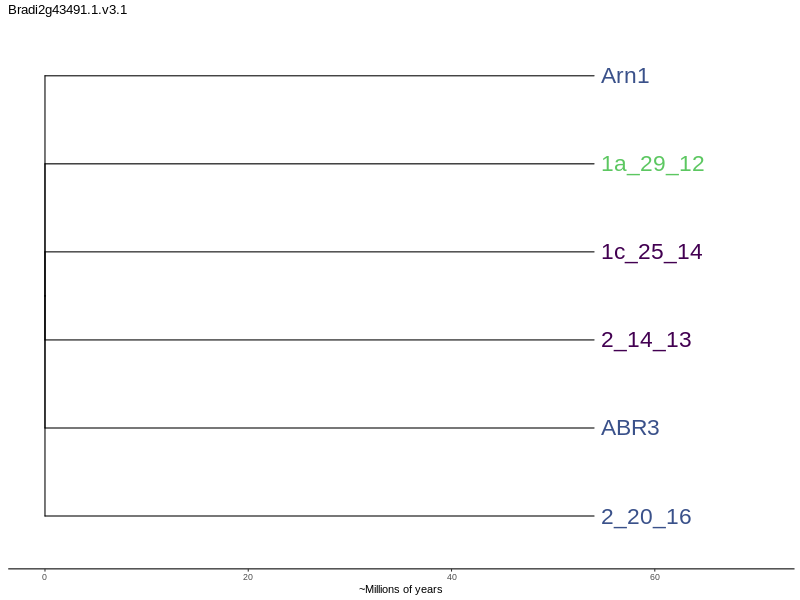 Bradi2g43491.1.v3.1
Arn1
1a_29_12
1c_25_14
2_14_13
ABR3
2_20_16
0 20 40 60
~Millions of years